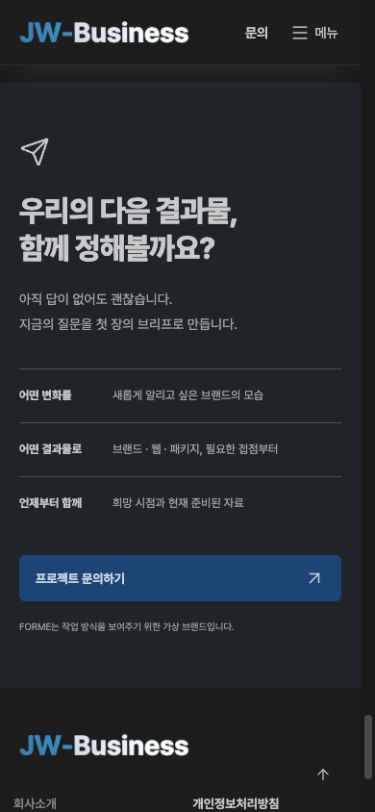 JW-Business
문의
메뉴
우리의 다음 결과물,
함께 정해볼까요?
아직 답이 없어도 괜찮습니다.
지금의 질문을 첫 장의 브리프로 만듭니다.
어떤 변화를 새롭게 알리고 싶은 브랜드의 모습
어떤 결과물로 브랜드 · 웹 · 패키지, 필요한 접점부터
언제부터 함께 희망 시점과 현재 준비된 자료
프로젝트 문의하기
FORME는 작업 방식을 보여주기 위한 가상 브랜드입니다.
JW-Business
회사소개 개인정보처리방침